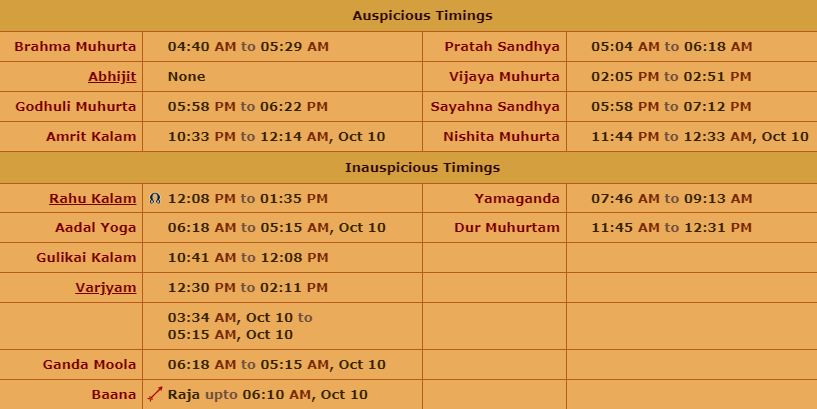 Auspicious Timings
Brahma Muhurta 04:40 AM to 05:29 AM Pratah Sandhya 05:04 AM to 06:18 AM
Abhijit None Vijaya Muhurta 02:05 PM to 02:51 PM
Godhuli Muhurta 05:58 PM to 06:22 PM Sayahna Sandhya 05:58 PM to 07:12 PM
Amrit Kalam 10:33 PM to 12:14 AM, Oct 10 Nishita Muhurta 11:44 PM to 12:33 AM, Oct 10
Inauspicious Timings
Rahu Kalam 12:08 PM to 01:35 PM Yamaganda 07:46 AM to 09:13 AM
Aadal Yoga 06:18 AM to 05:15 AM, Oct 10 Dur Muhurtam 11:45 AM to 12:31 PM
Gulikai Kalam 10:41 AM to 12:08 PM
Varjyam 12:30 PM to 02:11 PM
03:34 AM, Oct 10 to
05:15 AM, Oct 10
Ganda Moola 06:18 AM to 05:15 AM, Oct 10
Baana Raja upto 06:10 AM, Oct 10